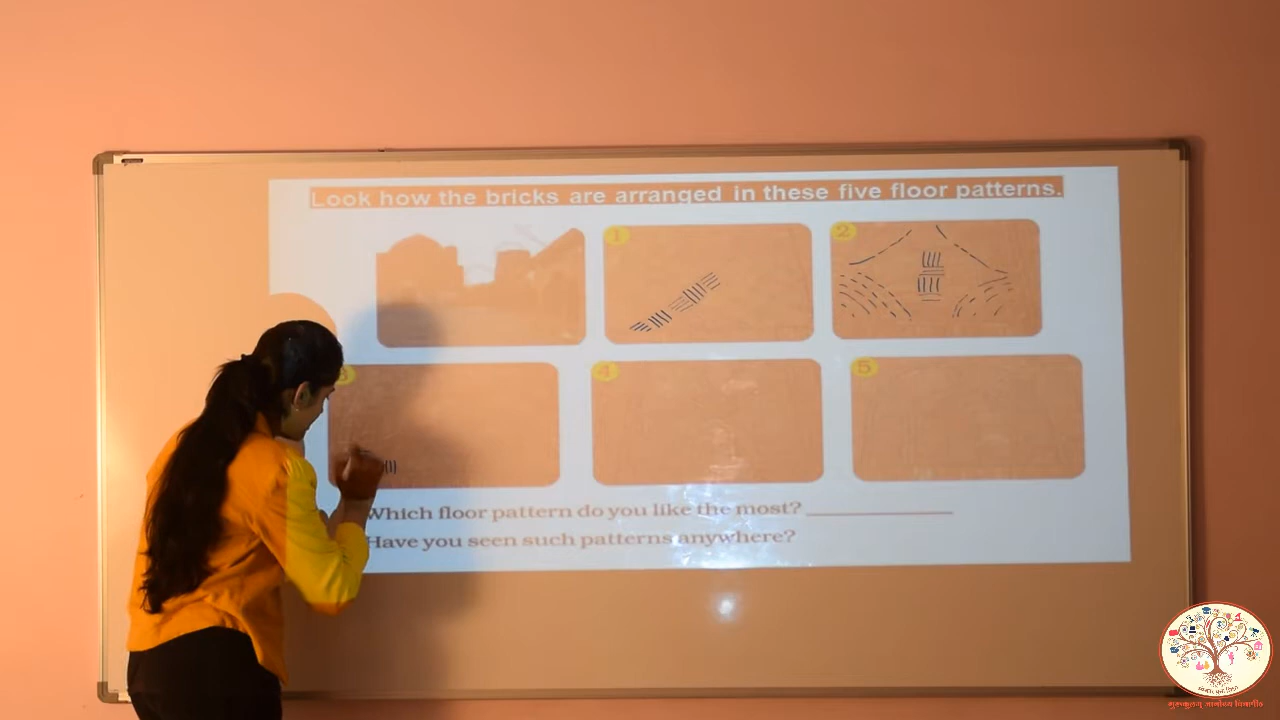 Look how the bricks are arranged in these five floor patterns.
1
2
3
4
5
Which floor pattern do you like the most?
Have you seen such patterns anywhere?